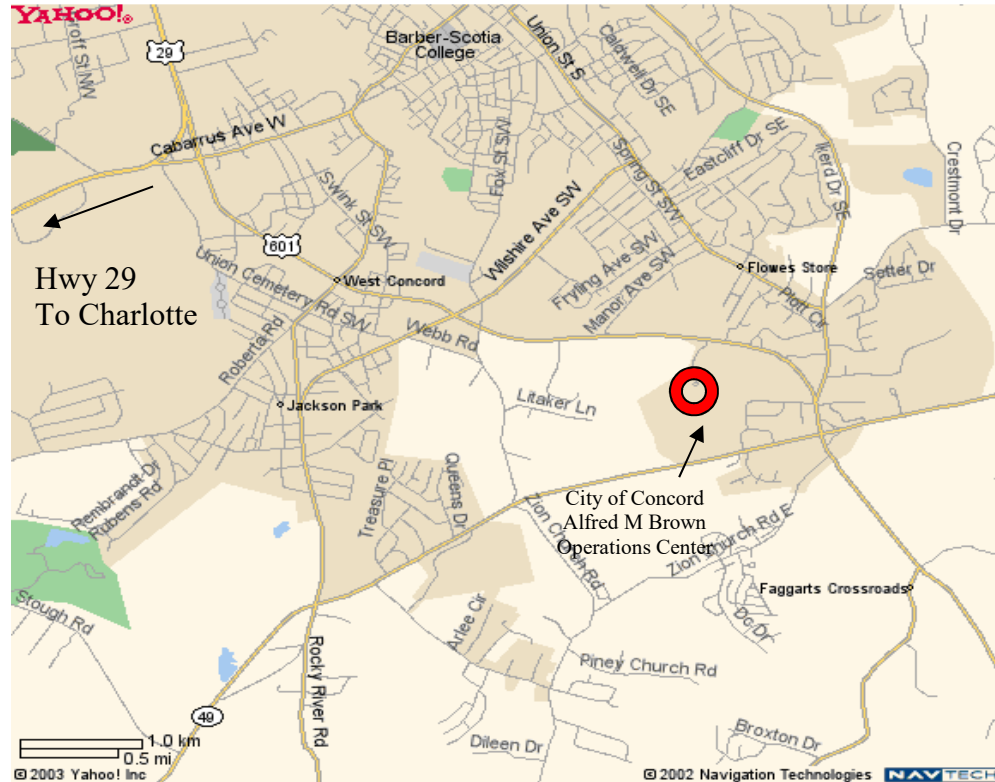 YAHOO!®
Groff St NW
29
Barber-Scotia
College
Union St S
Caldwell Dr SE
Cabarrus Ave W
Fox St SW
Spring St SW
Eastcliff Dr SE
Ikerd Dr SE
Crestmont Dr
Swink St SW
Wilshire Ave SW
601
Union Cemetery Rd SW
West Concord
Fryling Ave SW
Manor Ave SW
Flowes Store
Setter Dr
Plott Cir
Hwy 29
To Charlotte
Roberta Rd
Webb Rd
Litaker Ln
Jackson Park
Rembrandt Dr
Rubens Rd
Treasure Pl
Queens Dr
City of Concord
Alfred M Brown
Operations Center
Zion Church Rd
Zion Church Rd E
Faggarts Crossroads
Dc Dr
Stough Rd
Arlee Cir
Rocky River Rd
Piney Church Rd
49
Dileen Dr
Broxton Dr
1.0 km
0.5 mi
© 2003 Yahoo! Inc
© 2002 Navigation Technologies
NAVTECH